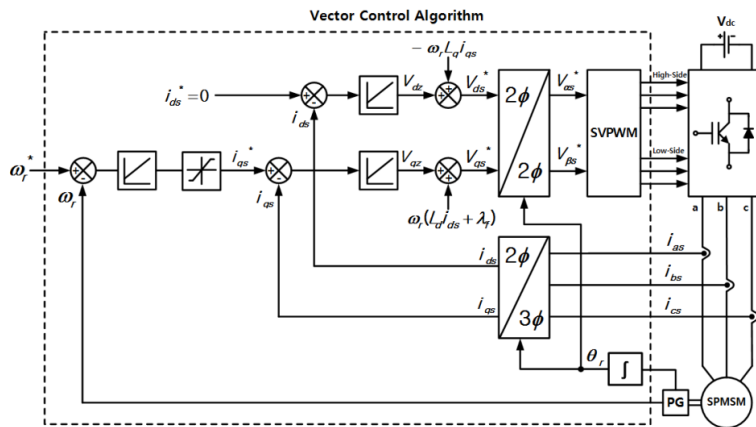 Vector Control Algorithm
V_dc
+ -
− ω_r L_q i_qs
i_ds* = 0
+
-
i_ds
V_dz
+
+
V_ds*
2ϕ
2ϕ
V_αs*
V_βs*
SVPWM
High-Side
Low-Side
ω_r*
+
-
ω_r
i_qs*
+
-
i_qs
V_qz
+
+
V_qs*
ω_r(L_d i_ds + λ_f)
a b c
i_ds
i_qs
2ϕ
3ϕ
i_as
i_bs
i_cs
θ_r
∫
PG
SPMSM